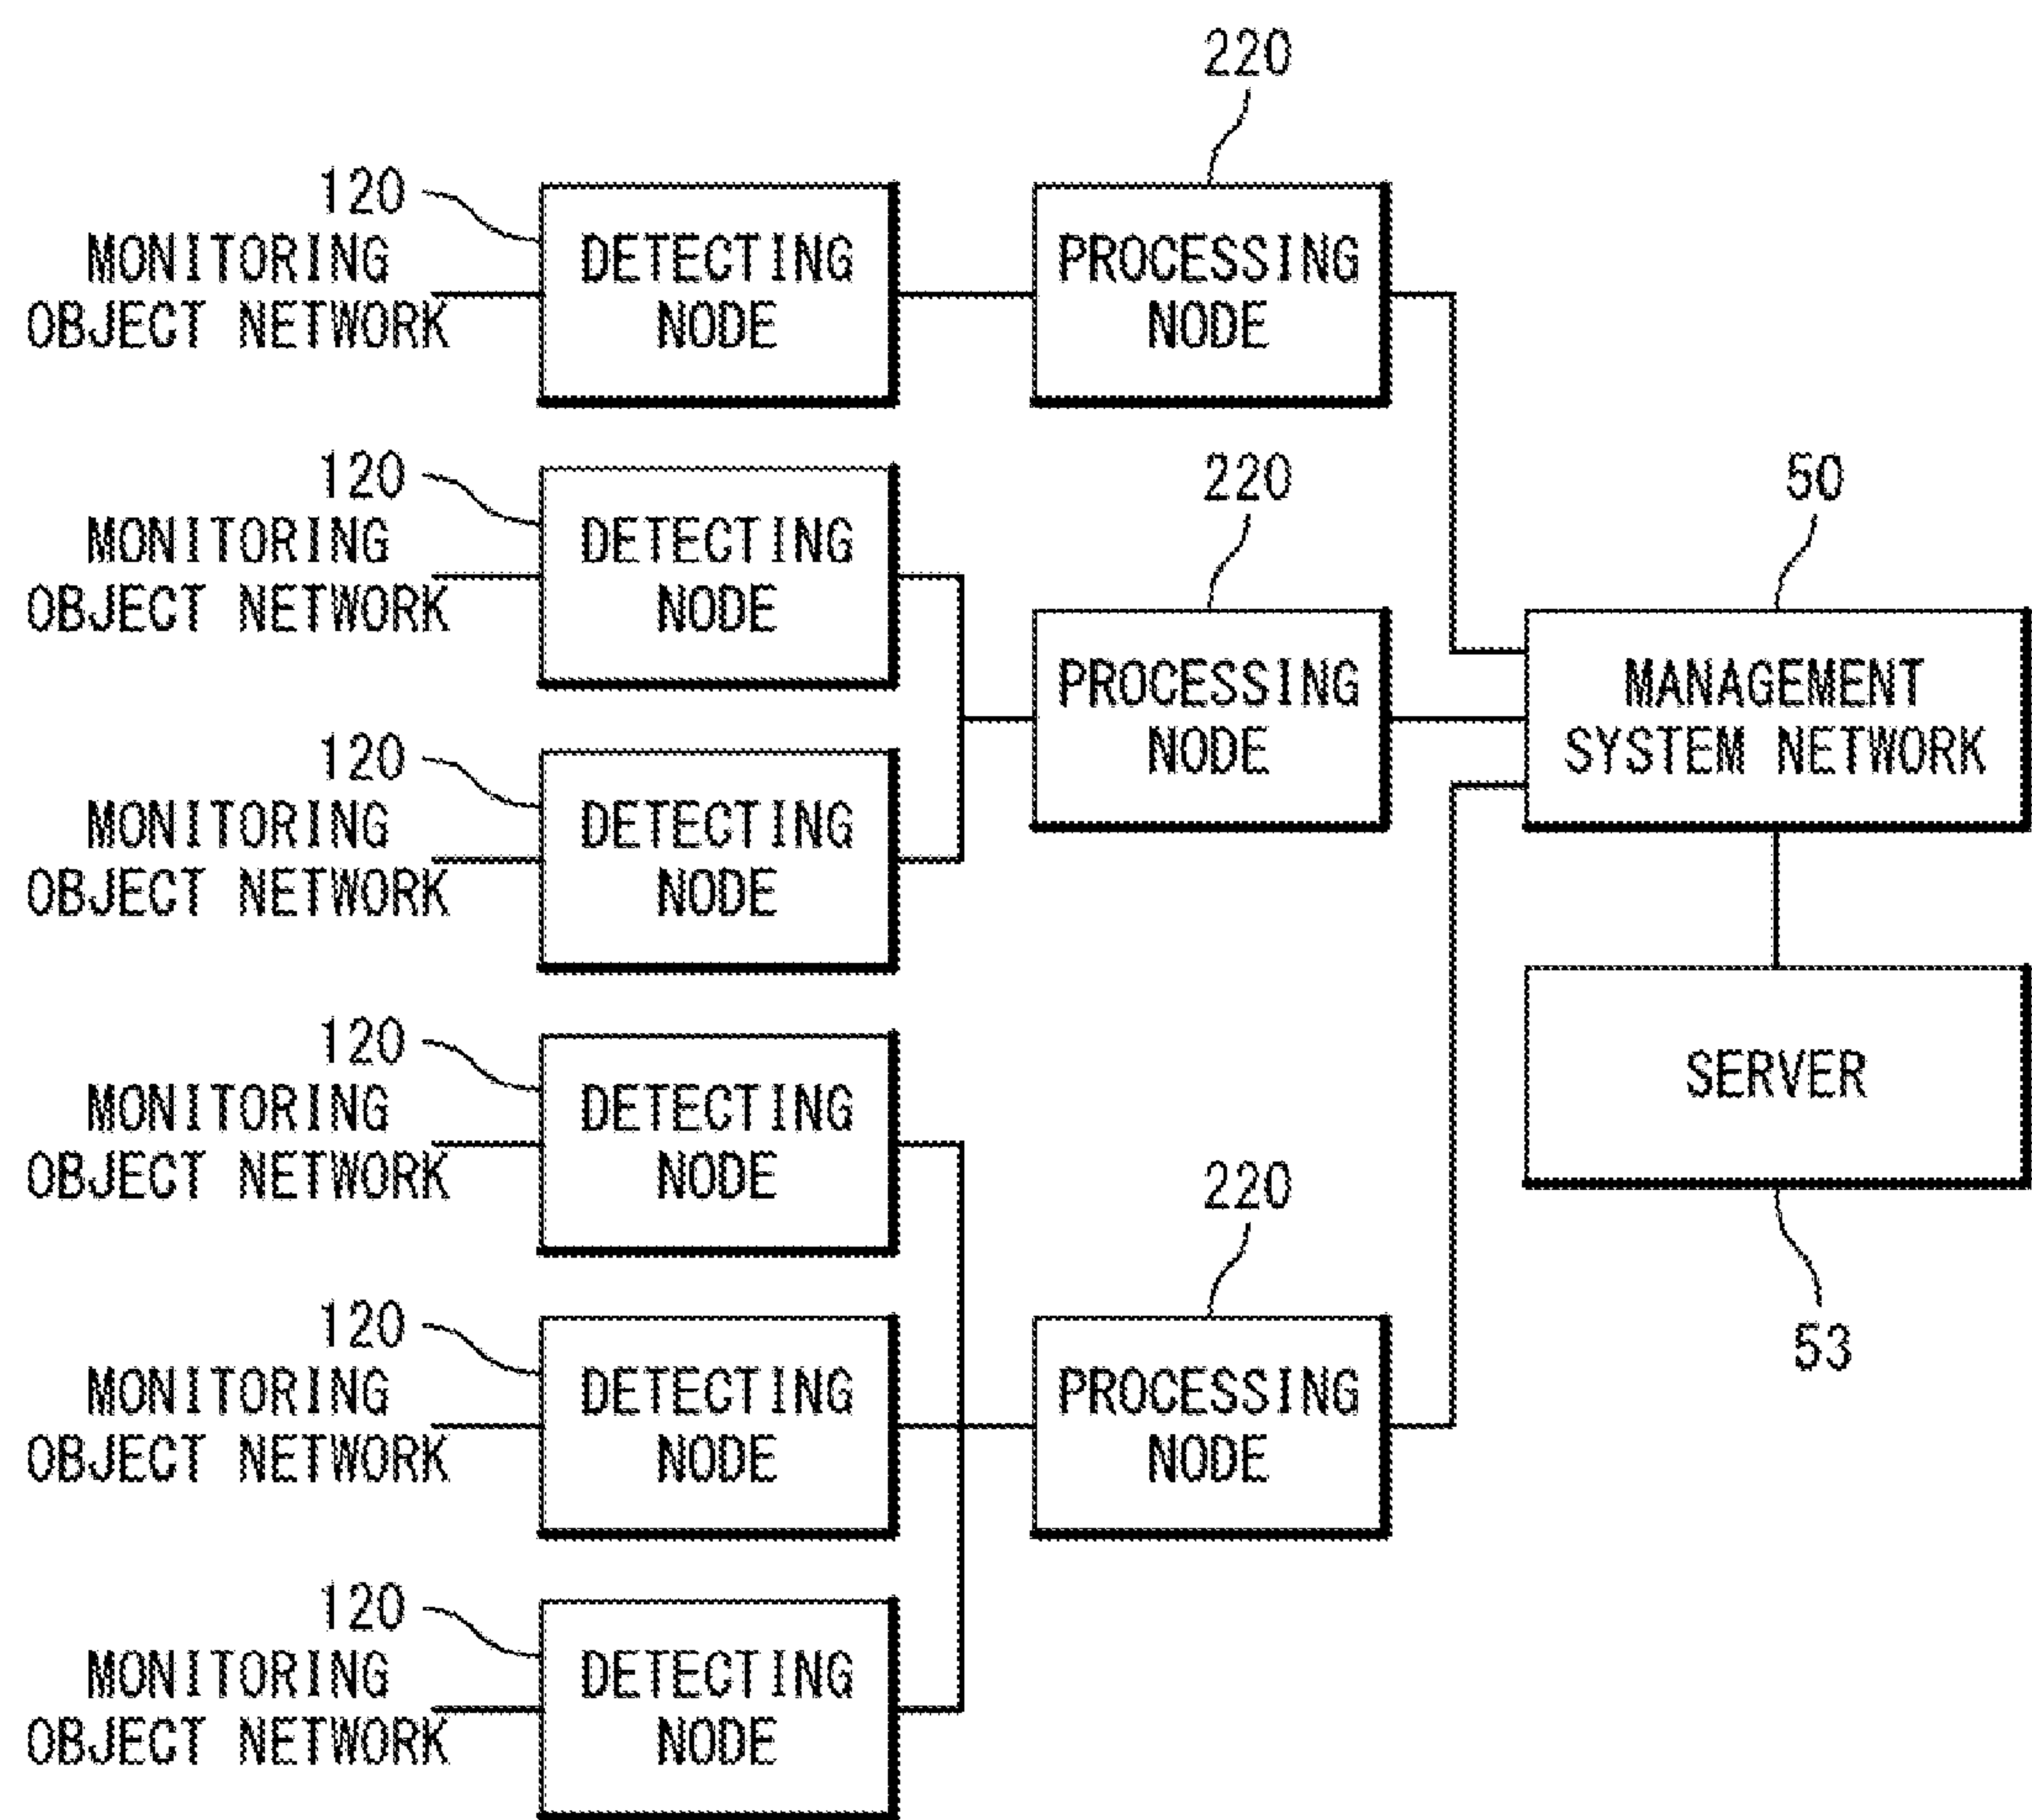 220
120
MONITORING
OBJECT NETWORK
DETECTING
NODE
PROCESSING
NODE
120
MONITORING
OBJECT NETWORK
DETECTING
NODE
220
PROCESSING
NODE
50
MANAGEMENT
SYSTEM NETWORK
120
MONITORING
OBJECT NETWORK
DETECTING
NODE
SERVER
53
120
MONITORING
OBJECT NETWORK
DETECTING
NODE
220
PROCESSING
NODE
120
MONITORING
OBJECT NETWORK
DETECTING
NODE
120
MONITORING
OBJECT NETWORK
DETECTING
NODE